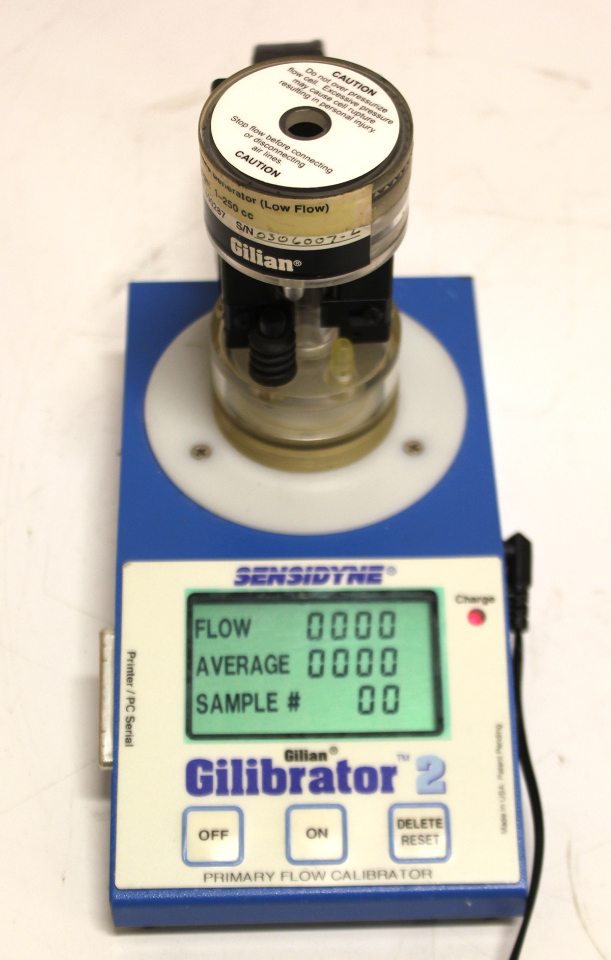 CAUTION
Do not over pressurize
flow cell. Excessive pressure
may cause cell rupture
resulting in personal injury.
Stop flow before connecting
or disconnecting
air lines.
CAUTION
(Low Flow)
1-250 cc
S/N 0306007-L
Gilian®
SENSIDYNE®
Charge
FLOW 0000
AVERAGE 0000
SAMPLE # 00
Printer / PC Serial
Gilian®
Gilibrator™ 2
Made in USA Patent Pending
OFF
ON
DELETE
RESET
PRIMARY FLOW CALIBRATOR